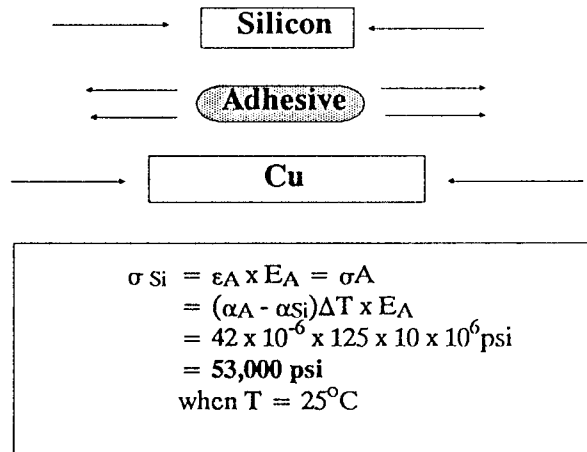 Silicon
Adhesive
Cu
σ Si = εA x EA = σA
= (αA - αSi)ΔT x EA
= 42 x 10⁻⁶ x 125 x 10 x 10⁶psi
= 53,000 psi
when T = 25°C